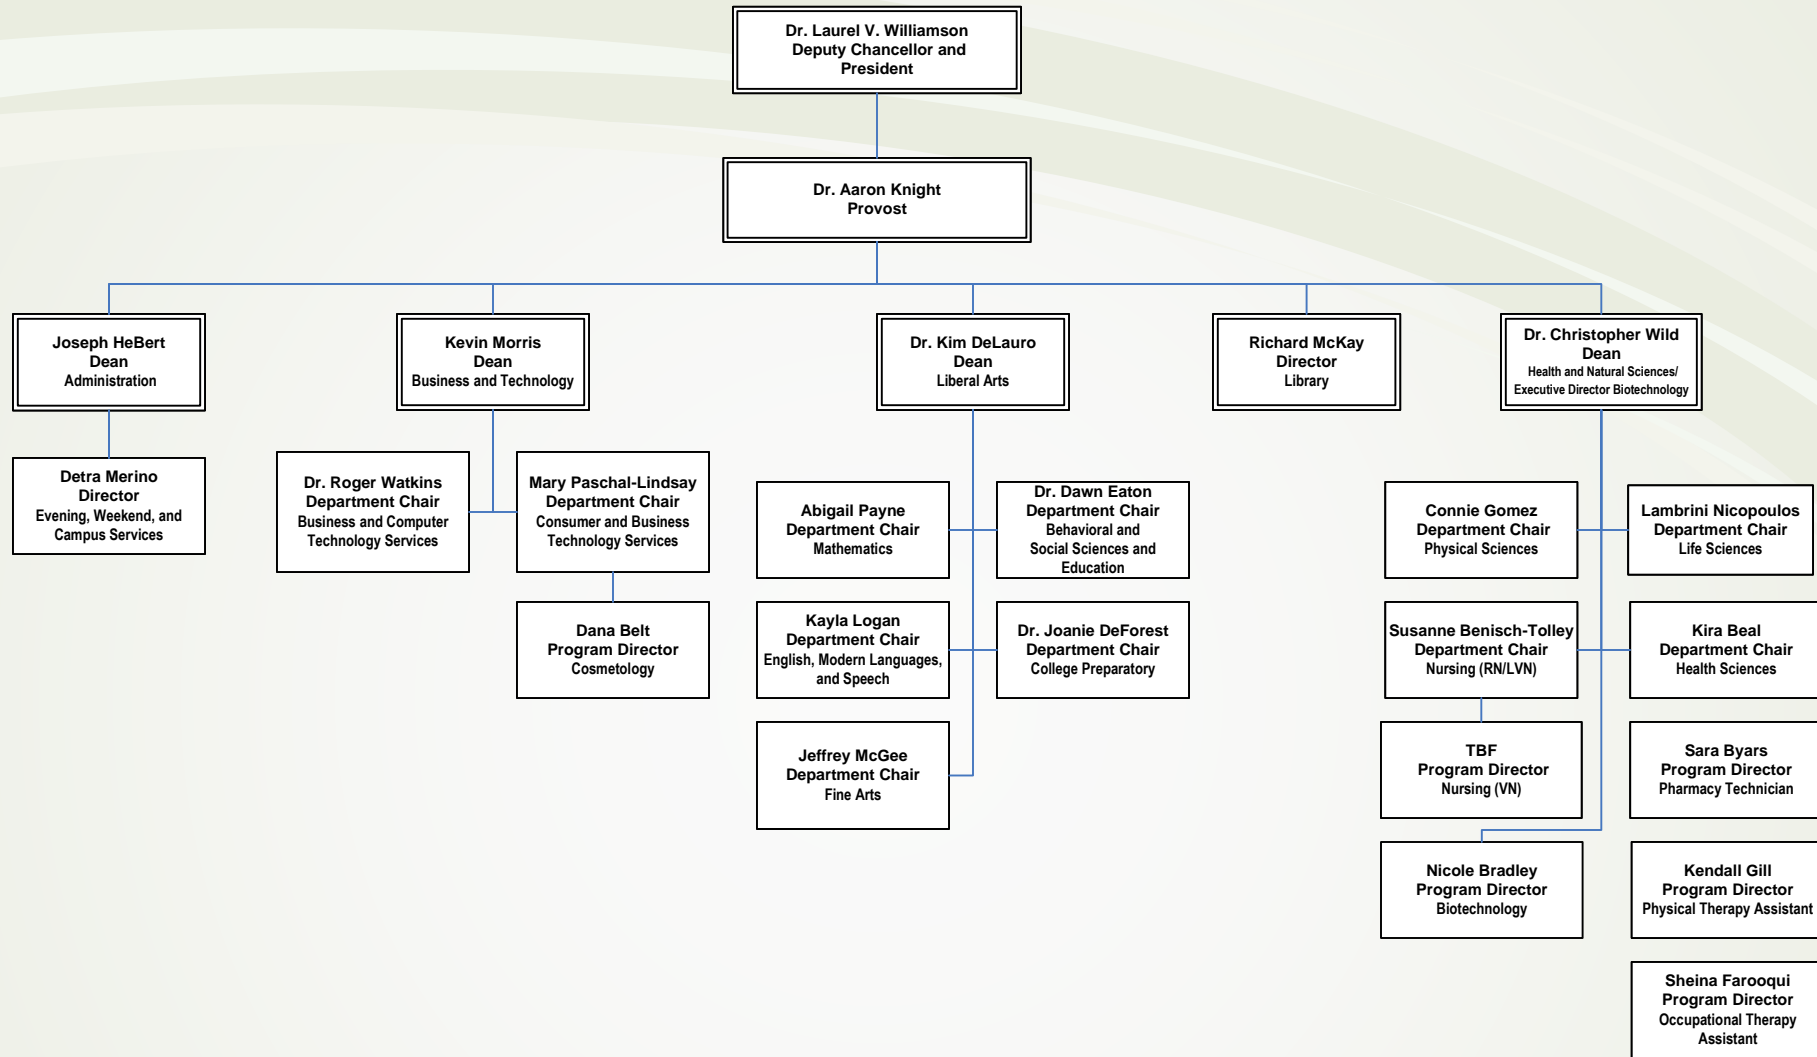 Dr. Laurel V. Williamson
Deputy Chancellor and
President
Dr. Aaron Knight
Provost
Joseph HeBert
Dean
Administration
Kevin Morris
Dean
Business and Technology
Dr. Kim DeLauro
Dean
Liberal Arts
Richard McKay
Director
Library
Dr. Christopher Wild
Dean
Health and Natural Sciences/
Executive Director Biotechnology
Detra Merino
Director
Evening, Weekend, and
Campus Services
Dr. Roger Watkins
Department Chair
Business and Computer
Technology Services
Mary Paschal-Lindsay
Department Chair
Consumer and Business
Technology Services
Dana Belt
Program Director
Cosmetology
Abigail Payne
Department Chair
Mathematics
Dr. Dawn Eaton
Department Chair
Behavioral and
Social Sciences and
Education
Kayla Logan
Department Chair
English, Modern Languages,
and Speech
Dr. Joanie DeForest
Department Chair
College Preparatory
Jeffrey McGee
Department Chair
Fine Arts
Connie Gomez
Department Chair
Physical Sciences
Lambrini Nicopoulos
Department Chair
Life Sciences
Susanne Benisch-Tolley
Department Chair
Nursing (RN/LVN)
Kira Beal
Department Chair
Health Sciences
TBF
Program Director
Nursing (VN)
Sara Byars
Program Director
Pharmacy Technician
Nicole Bradley
Program Director
Biotechnology
Kendall Gill
Program Director
Physical Therapy Assistant
Sheina Farooqui
Program Director
Occupational Therapy
Assistant